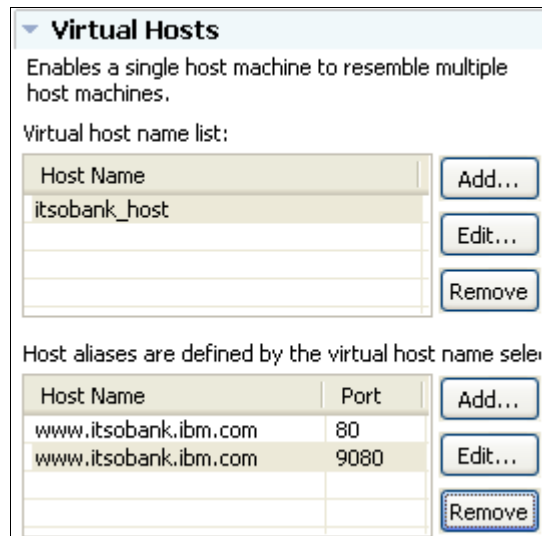 Virtual Hosts
Enables a single host machine to resemble multiple
host machines.
Virtual host name list:
Host Name
Add...
itsobank_host
Edit...
Remove
Host aliases are defined by the virtual host name
Host Name Port
Add...
www.itsobank.ibm.com 80
www.itsobank.ibm.com 9080
Edit...
Remove